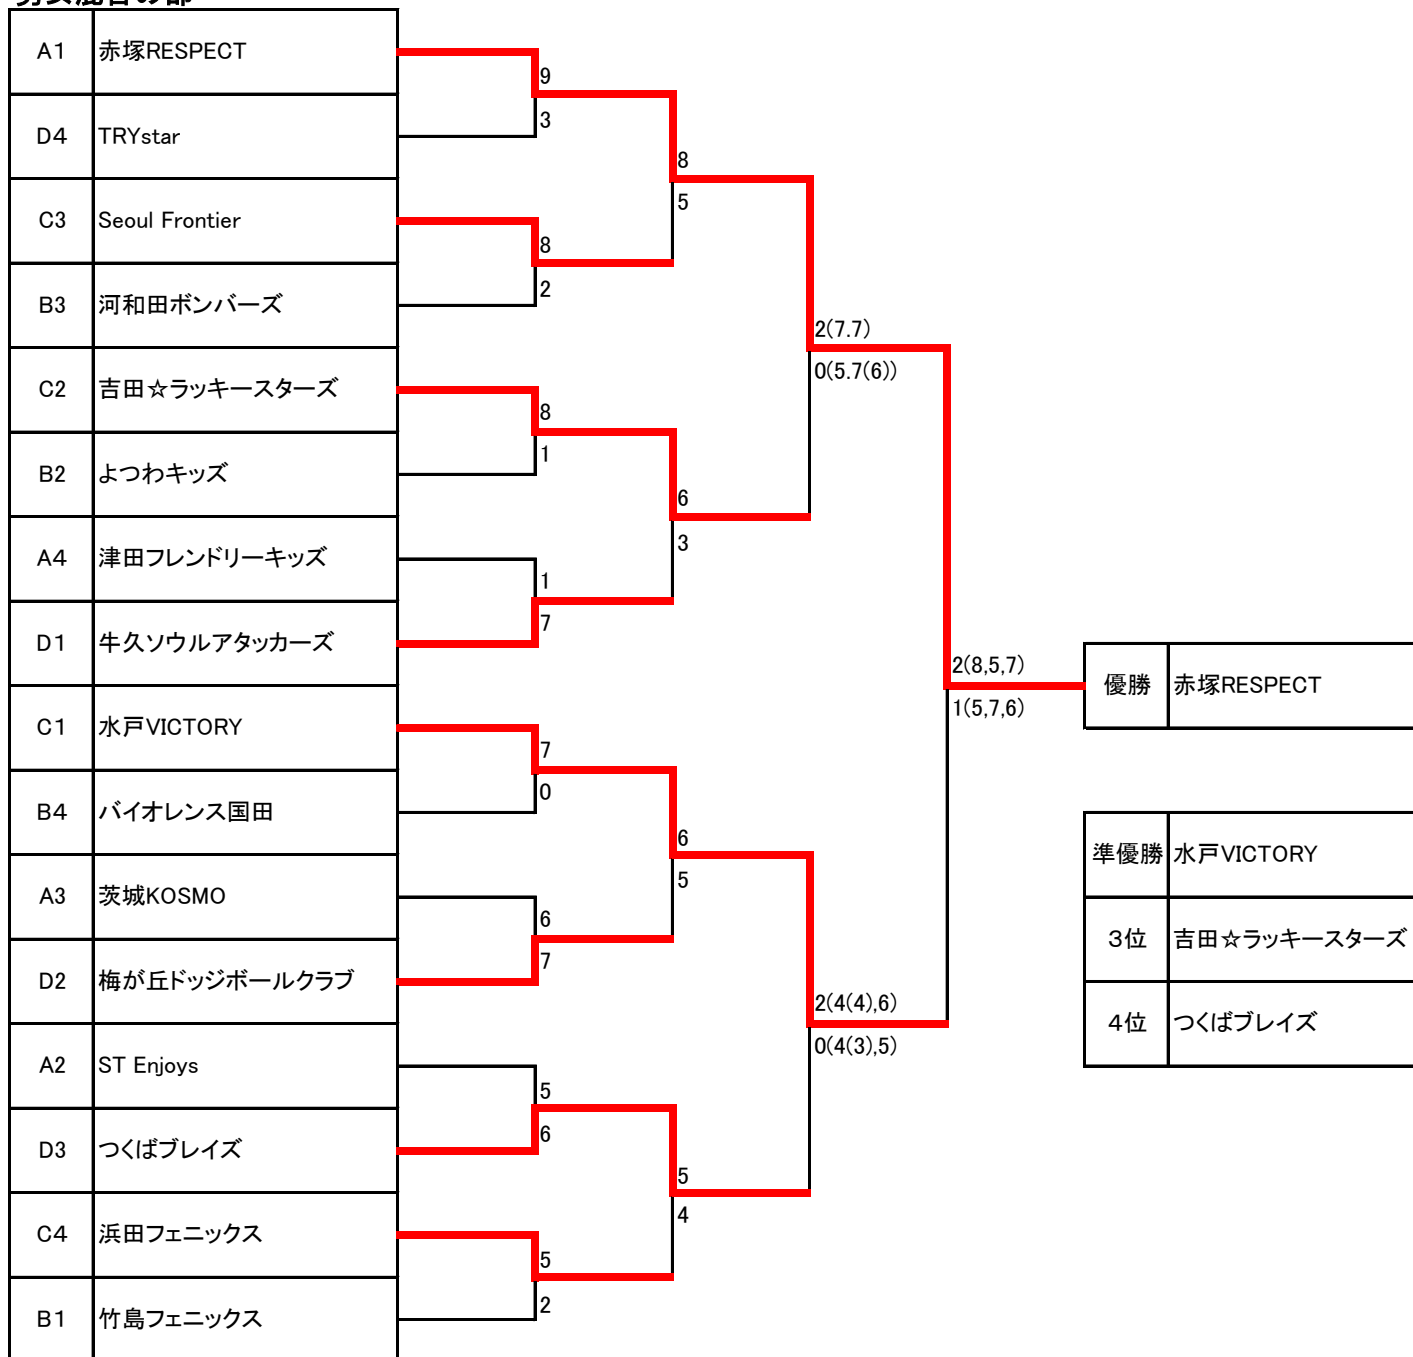 A1 赤塚RESPECT
9
3
D4 TRYstar
8
5
C3 Seoul Frontier
8
2
B3 河和田ボンバーズ
2(7.7)
0(5.7(6))
C2 吉田☆ラッキースターズ
8
1
B2 よつわキッズ
6
3
A4 津田フレンドリーキッズ
1
7
D1 牛久ソウルアタッカーズ
2(8,5,7)
1(5,7,6)
優勝 赤塚RESPECT
C1 水戸VICTORY
7
0
B4 バイオレンス国田
6
5
準優勝 水戸VICTORY
A3 茨城KOSMO
6
7
3位 吉田☆ラッキースターズ
D2 梅が丘ドッジボールクラブ
2(4(4),6)
0(4(3),5)
4位 つくばブレイズ
A2 ST Enjoys
5
6
D3 つくばブレイズ
5
4
C4 浜田フェニックス
5
2
B1 竹島フェニックス